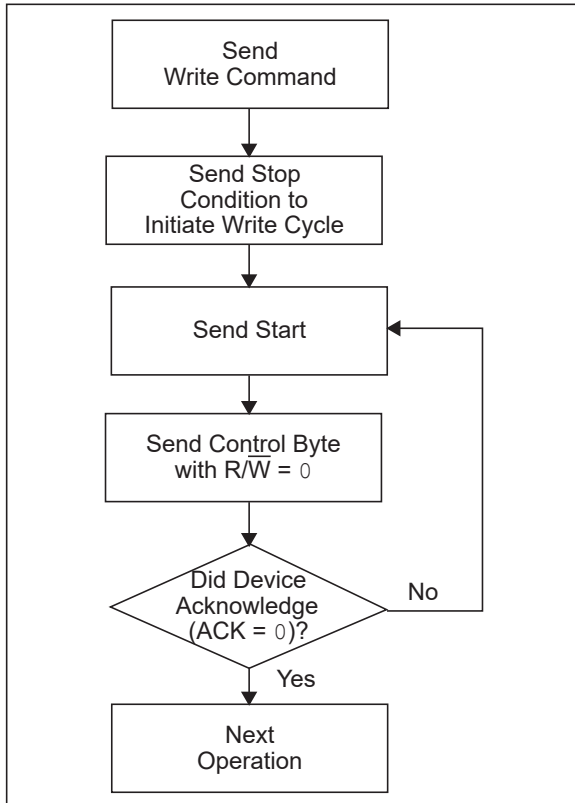 Send
Write Command
Send Stop
Condition to
Initiate Write Cycle
Send Start
Send Control Byte
with R/W̅ = 0
Did Device
Acknowledge
(ACK = 0)?
No
Yes
Next
Operation